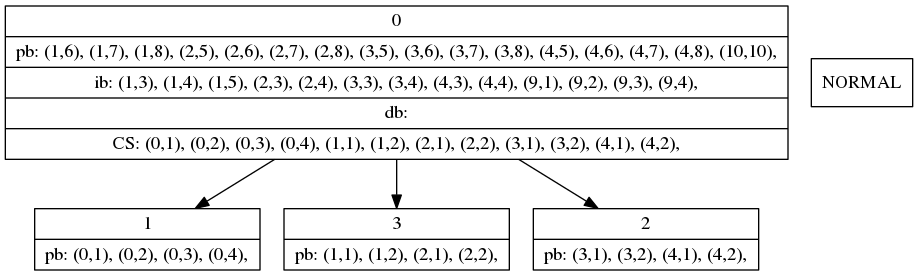 0
pb: (1,6), (1,7), (1,8), (2,5), (2,6), (2,7), (2,8), (3,5), (3,6), (3,7), (3,8), (4,5), (4,6), (4,7), (4,8), (10,10),
ib: (1,3), (1,4), (1,5), (2,3), (2,4), (3,3), (3,4), (4,3), (4,4), (9,1), (9,2), (9,3), (9,4),
db:
CS: (0,1), (0,2), (0,3), (0,4), (1,1), (1,2), (2,1), (2,2), (3,1), (3,2), (4,1), (4,2),
NORMAL
1
pb: (0,1), (0,2), (0,3), (0,4),
3
pb: (1,1), (1,2), (2,1), (2,2),
2
pb: (3,1), (3,2), (4,1), (4,2),